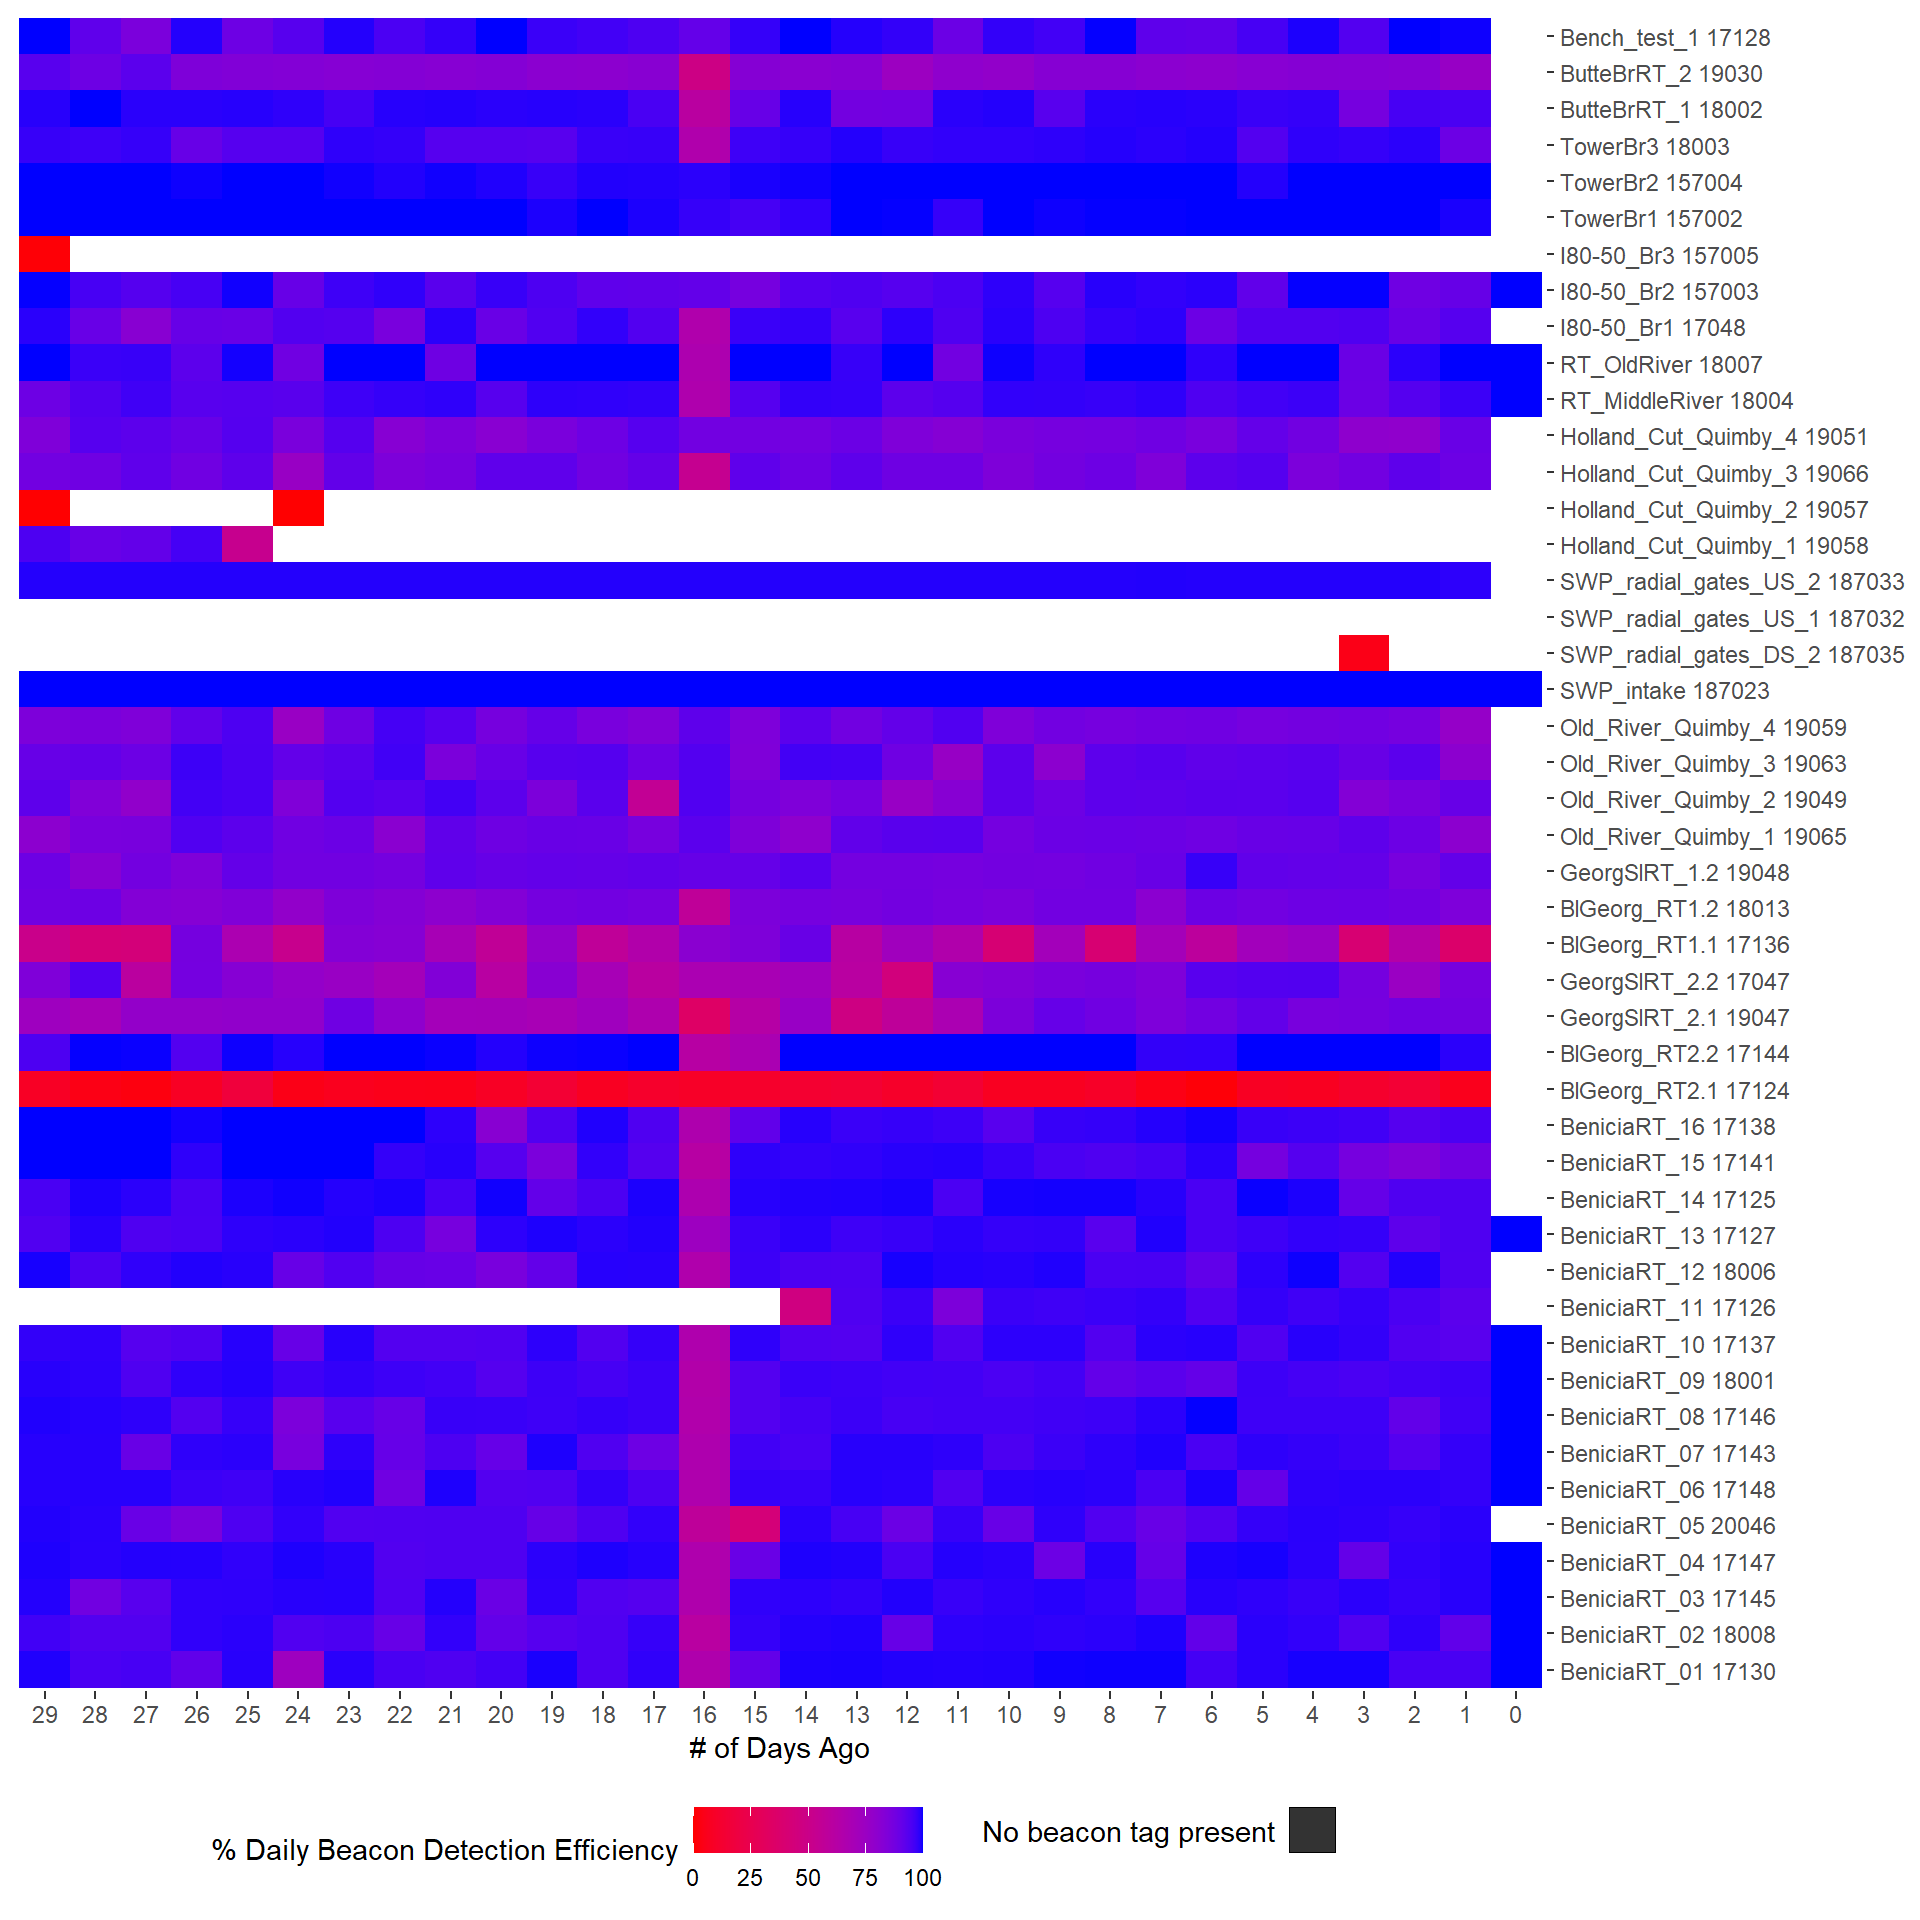 Bench_test_1 17128
ButteBrRT_2 19030
ButteBrRT_1 18002
TowerBr3 18003
TowerBr2 157004
TowerBr1 157002
I80-50_Br3 157005
I80-50_Br2 157003
I80-50_Br1 17048
RT_OldRiver 18007
RT_MiddleRiver 18004
Holland_Cut_Quimby_4 19051
Holland_Cut_Quimby_3 19066
Holland_Cut_Quimby_2 19057
Holland_Cut_Quimby_1 19058
SWP_radial_gates_US_2 187033
SWP_radial_gates_US_1 187032
SWP_radial_gates_DS_2 187035
SWP_intake 187023
Old_River_Quimby_4 19059
Old_River_Quimby_3 19063
Old_River_Quimby_2 19049
Old_River_Quimby_1 19065
GeorgSlRT_1.2 19048
BlGeorg_RT1.2 18013
BlGeorg_RT1.1 17136
GeorgSlRT_2.2 17047
GeorgSlRT_2.1 19047
BlGeorg_RT2.2 17144
BlGeorg_RT2.1 17124
BeniciaRT_16 17138
BeniciaRT_15 17141
BeniciaRT_14 17125
BeniciaRT_13 17127
BeniciaRT_12 18006
BeniciaRT_11 17126
BeniciaRT_10 17137
BeniciaRT_09 18001
BeniciaRT_08 17146
BeniciaRT_07 17143
BeniciaRT_06 17148
BeniciaRT_05 20046
BeniciaRT_04 17147
BeniciaRT_03 17145
BeniciaRT_02 18008
BeniciaRT_01 17130
29 28 27 26 25 24 23 22 21 20 19 18 17 16 15 14 13 12 11 10 9 8 7 6 5 4 3 2 1 0
# of Days Ago
% Daily Beacon Detection Efficiency
0 25 50 75 100
No beacon tag present